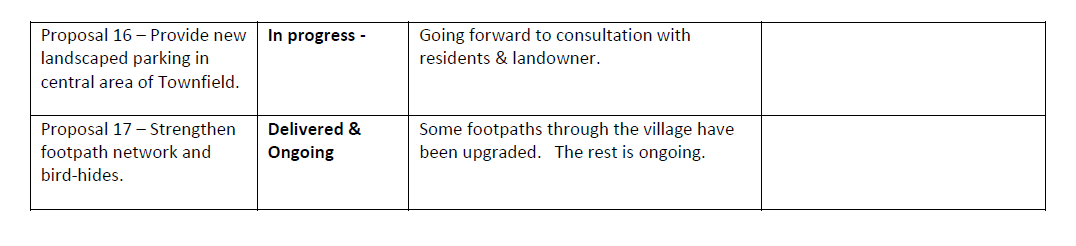 Proposal 16 – Provide new
landscaped parking in
central area of Townfield.
In progress -
Going forward to consultation with
residents & landowner.
Proposal 17 – Strengthen
footpath network and
bird-hides.
Delivered &
Ongoing
Some footpaths through the village have
been upgraded.   The rest is ongoing.